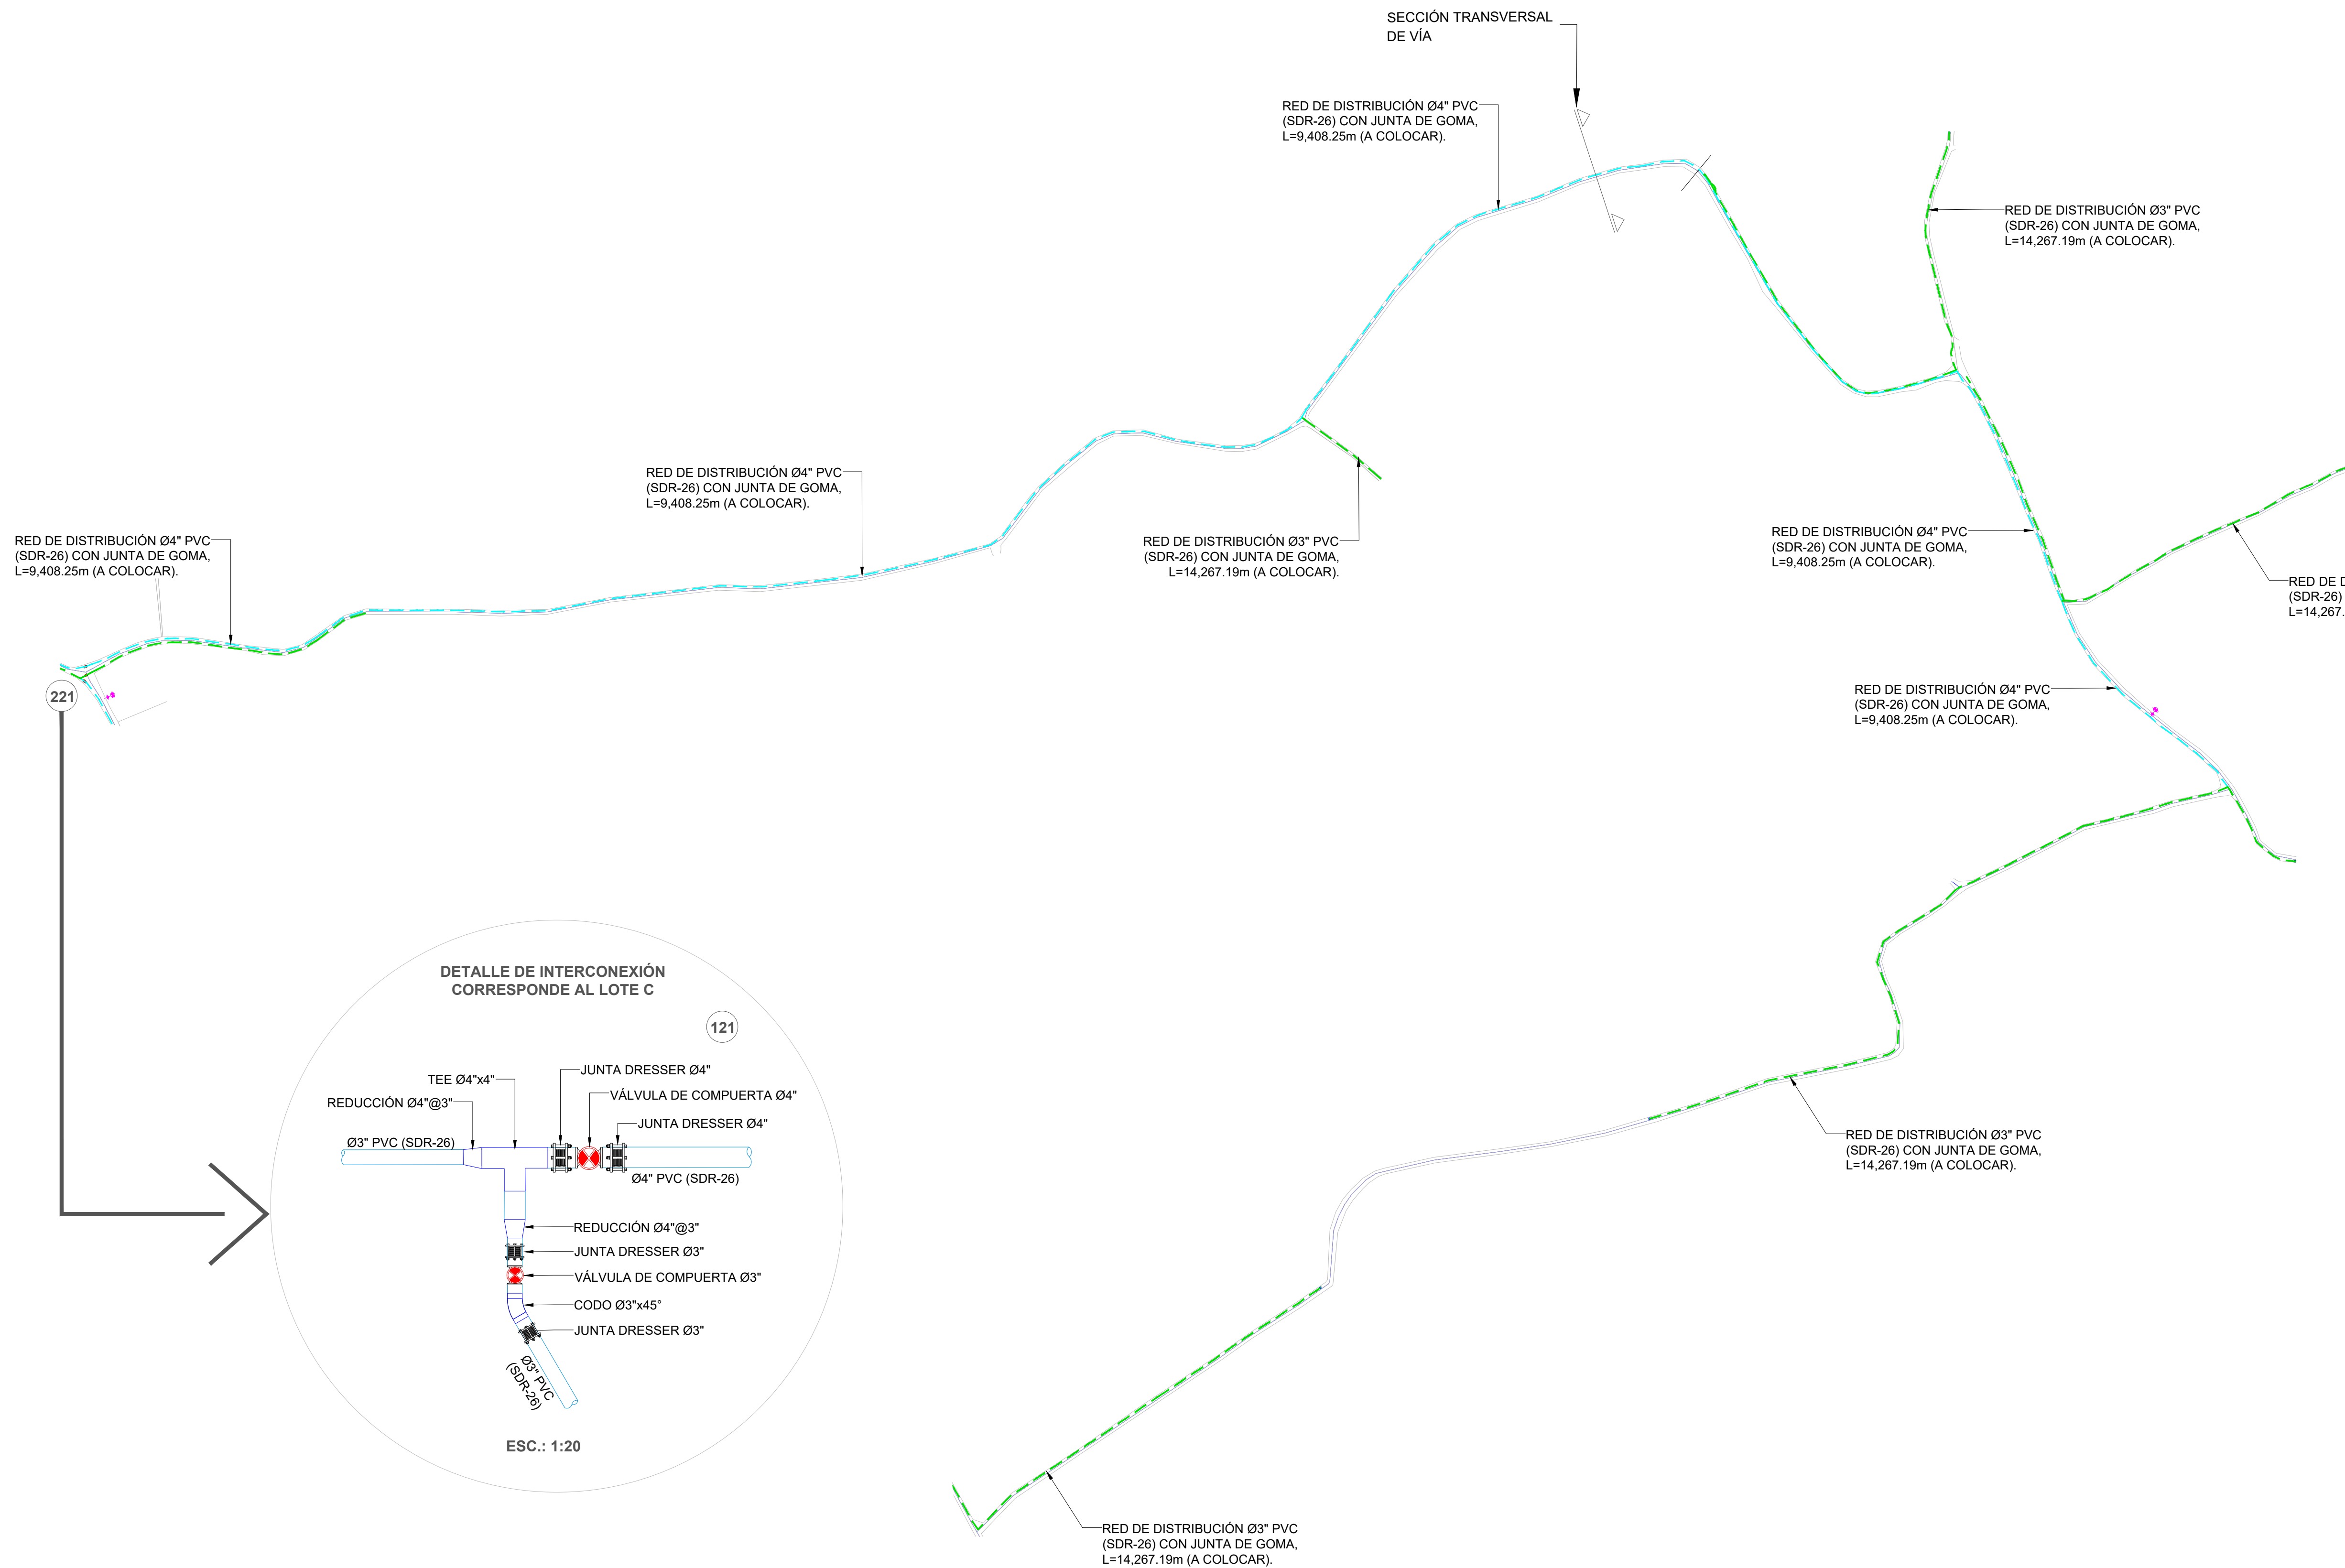 SECCIÓN TRANSVERSAL
DE VÍA
RED DE DISTRIBUCIÓN Ø4" PVC
(SDR-26) CON JUNTA DE GOMA,
L=9,408.25m (A COLOCAR).
RED DE DISTRIBUCIÓN Ø3" PVC
(SDR-26) CON JUNTA DE GOMA,
L=14,267.19m (A COLOCAR).
RED DE DISTRIBUCIÓN Ø4" PVC
(SDR-26) CON JUNTA DE GOMA,
L=9,408.25m (A COLOCAR).
RED DE DISTRIBUCIÓN Ø4" PVC
(SDR-26) CON JUNTA DE GOMA,
L=9,408.25m (A COLOCAR).
RED DE DISTRIBUCIÓN Ø3" PVC
(SDR-26) CON JUNTA DE GOMA,
L=14,267.19m (A COLOCAR).
RED DE DISTRIBUCIÓN Ø4" PVC
(SDR-26) CON JUNTA DE GOMA,
L=9,408.25m (A COLOCAR).
RED DE
(SDR-26)
L=14,267.
221
RED DE DISTRIBUCIÓN Ø4" PVC
(SDR-26) CON JUNTA DE GOMA,
L=9,408.25m (A COLOCAR).
DETALLE DE INTERCONEXIÓN
CORRESPONDE AL LOTE C
121
JUNTA DRESSER Ø4"
TEE Ø4"x4"
VÁLVULA DE COMPUERTA Ø4"
REDUCCIÓN Ø4"@3"
JUNTA DRESSER Ø4"
Ø3" PVC (SDR-26)
Ø4" PVC (SDR-26)
REDUCCIÓN Ø4"@3"
JUNTA DRESSER Ø3"
VÁLVULA DE COMPUERTA Ø3"
CODO Ø3"x45°
JUNTA DRESSER Ø3"
Ø3" PVC
(SDR-26)
ESC.: 1:20
RED DE DISTRIBUCIÓN Ø3" PVC
(SDR-26) CON JUNTA DE GOMA,
L=14,267.19m (A COLOCAR).
RED DE DISTRIBUCIÓN Ø3" PVC
(SDR-26) CON JUNTA DE GOMA,
L=14,267.19m (A COLOCAR).